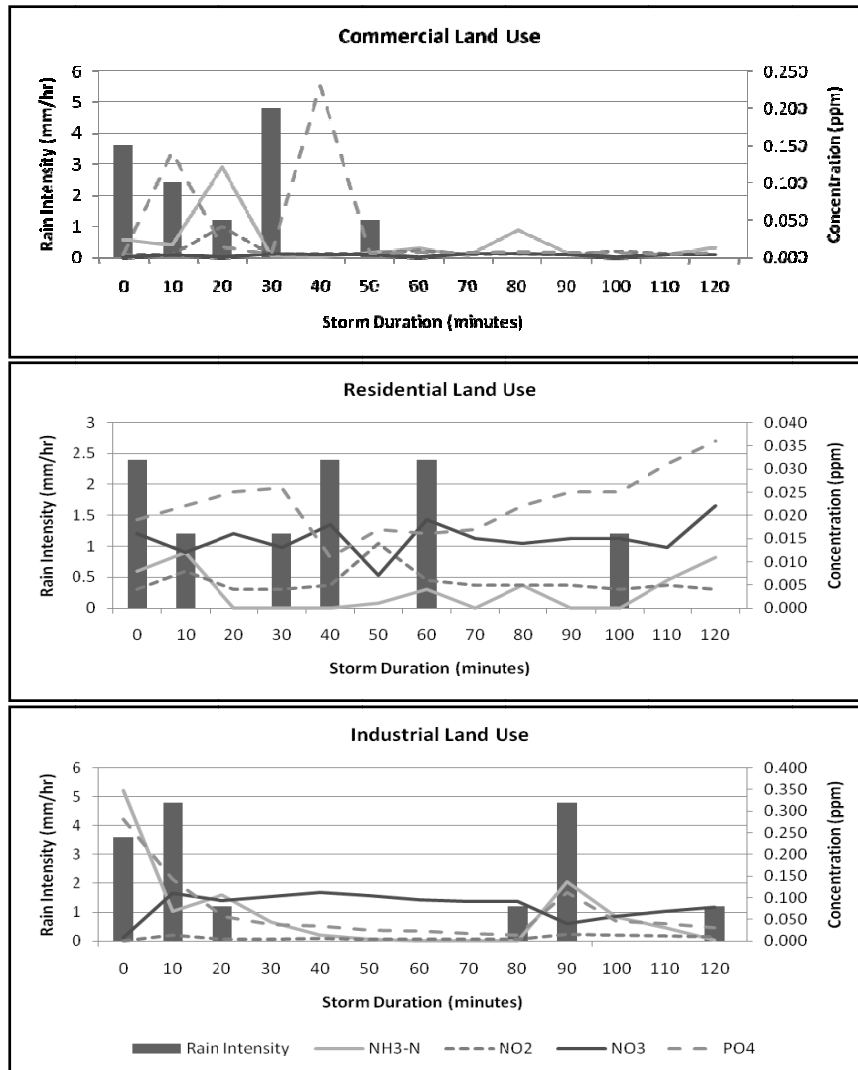 Commercial Land Use
Rain Intensity (mm/hr)
6
5
4
3
2
1
0
0.250
0.200
0.150
0.100
0.050
0.000
Concentration (ppm)
0 10 20 30 40 50 60 70 80 90 100 110 120
Storm Duration (minutes)
Residential Land Use
Rain Intensity (mm/hr)
3
2.5
2
1.5
1
0.5
0
0.040
0.035
0.030
0.025
0.020
0.015
0.010
0.005
0.000
Concentration (ppm)
0 10 20 30 40 50 60 70 80 90 100 110 120
Storm Duration (minutes)
Industrial Land Use
Rain Intensity (mm/hr)
6
5
4
3
2
1
0
0.400
0.350
0.300
0.250
0.200
0.150
0.100
0.050
0.000
Concentration (ppm)
0 10 20 30 40 50 60 70 80 90 100 110 120
Storm Duration (minutes)
Rain Intensity NH3-N NO2 NO3 PO4